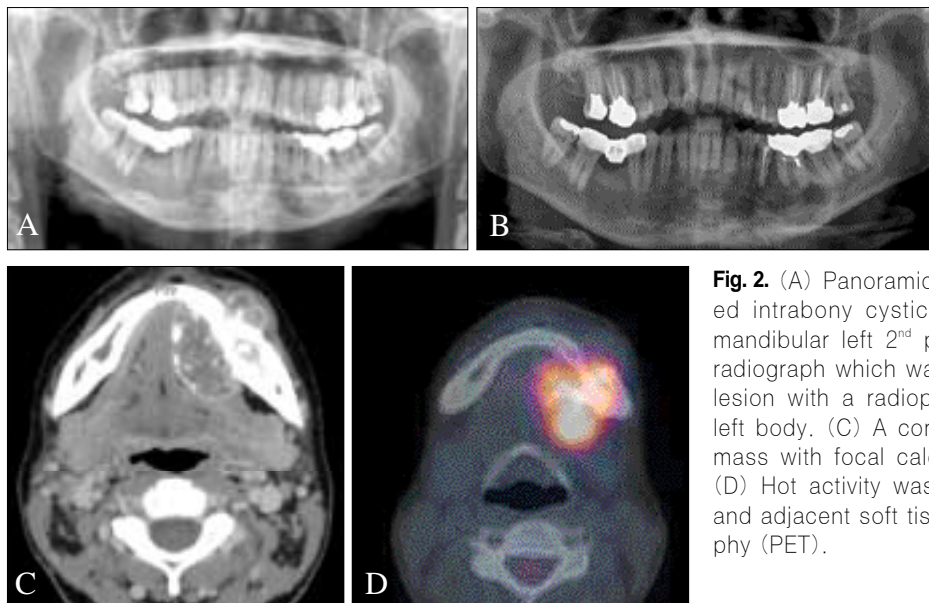 A
B
C
D
Fig. 2. (A) Panoramic
ed intrabony cystic
mandibular left 2nd p
radiograph which wa
lesion with a radiop
left body. (C) A con
mass with focal calc
(D) Hot activity was
and adjacent soft tis
phy (PET).